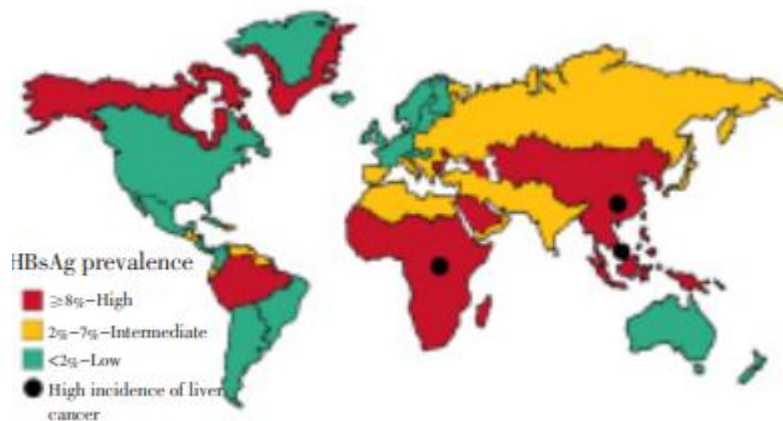 HBsAg prevalence
≥8%-High
2%-7%-Intermediate
<2%-Low
High incidence of liver
cancer